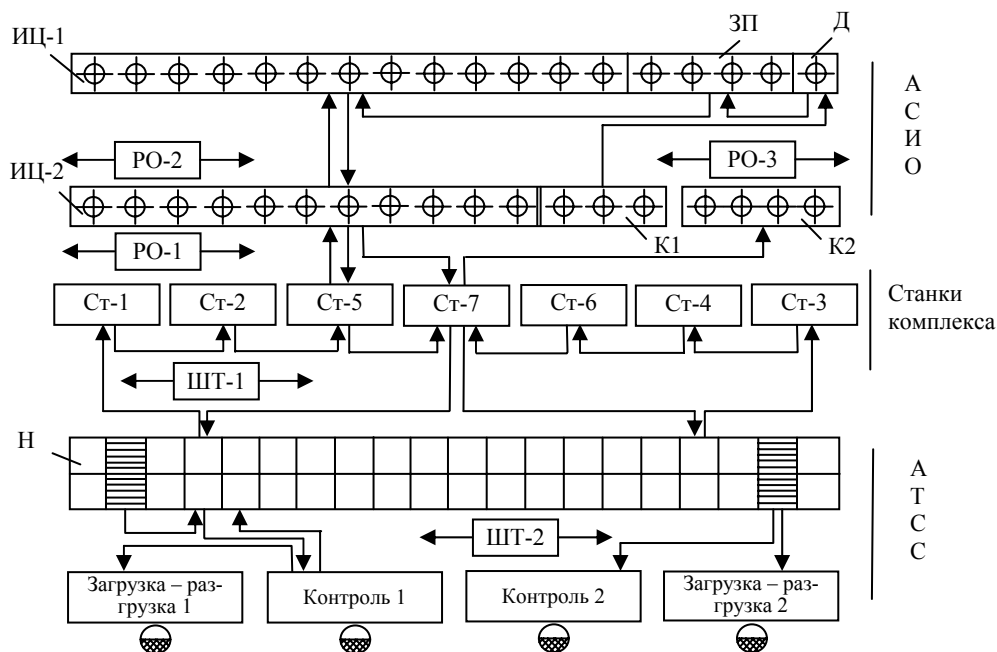 ИЦ-1
ЗП
Д
А
С
И
О
РО-2
РО-3
ИЦ-2
К1
К2
РО-1
Ст-1
Ст-2
Ст-5
Ст-7
Ст-6
Ст-4
Ст-3
Станки
комплекса
ШТ-1
Н
А
Т
С
С
ШТ-2
Загрузка – раз-
грузка 1
Контроль 1
Контроль 2
Загрузка – раз-
грузка 2